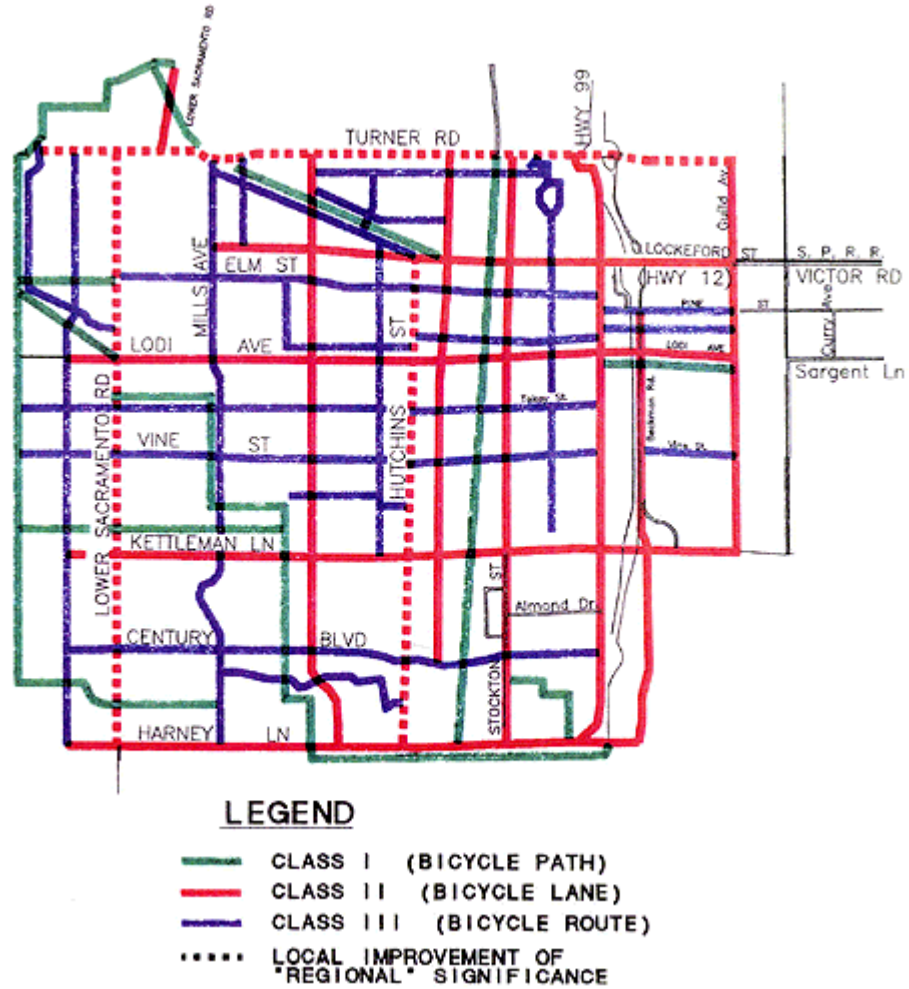 LOWER SACRAMENTO RD
HWY 99
TURNER RD
Guild Av
MILLS AVE
LOCKEFORD ST
S. P. R. R.
ELM ST
(HWY 12)
VICTOR RD
PINE ST
Curry Ave
LODI AVE
ST
LODI AVE
Sargent Ln
LOWER SACRAMENTO RD
HUTCHINS
Tokay St.
Beckman Rd.
VINE ST
Vine St.
KETTLEMAN LN
STOCKTON ST
Almond Dr.
CENTURY BLVD
HARNEY LN
LEGEND
CLASS I (BICYCLE PATH)
CLASS II (BICYCLE LANE)
CLASS III (BICYCLE ROUTE)
LOCAL IMPROVEMENT OF
"REGIONAL" SIGNIFICANCE